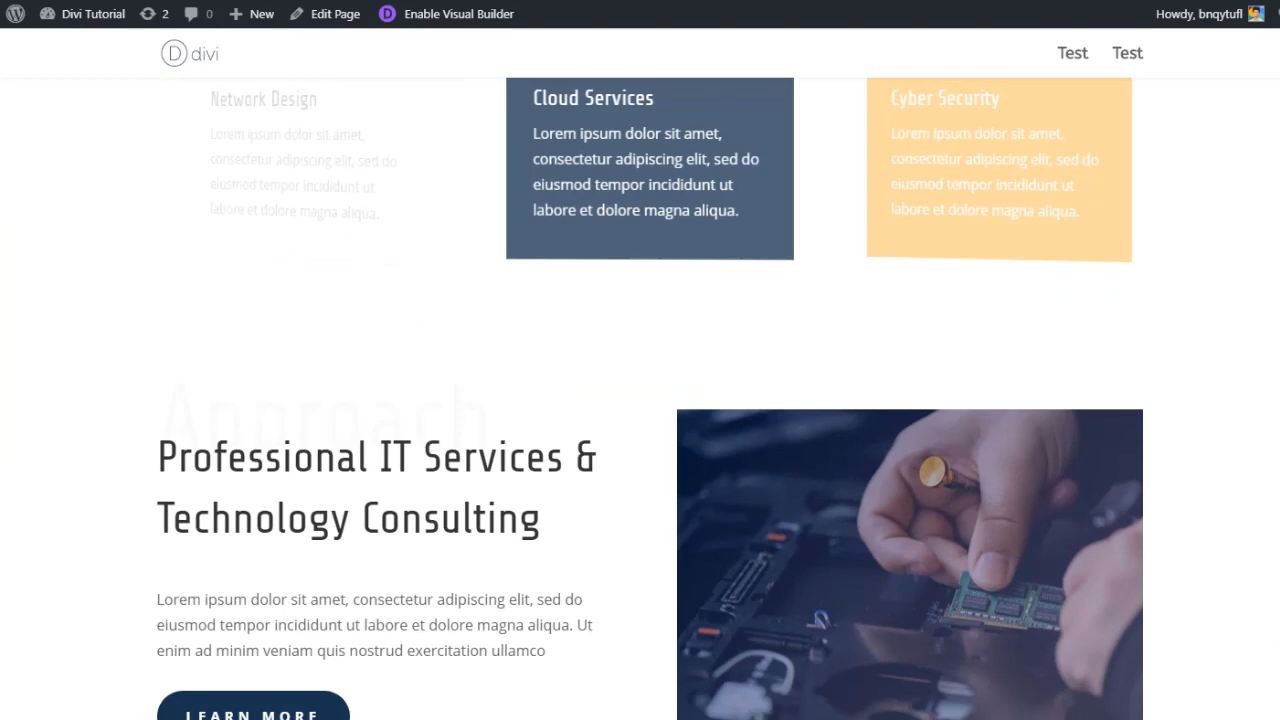 Divi Tutorial 2 0 New Edit Page Enable Visual Builder Howdy, bnqytufl
divi
Test Test
Network Design
Lorem ipsum dolor sit amet,
consectetur adipiscing elit, sed do
eiusmod tempor incididunt ut
labore et dolore magna aliqua.
Cloud Services
Lorem ipsum dolor sit amet,
consectetur adipiscing elit, sed do
eiusmod tempor incididunt ut
labore et dolore magna aliqua.
Cyber Security
Lorem ipsum dolor sit amet,
consectetur adipiscing elit, sed do
eiusmod tempor incididunt ut
labore et dolore magna aliqua.
Approach
Professional IT Services &
Technology Consulting
Lorem ipsum dolor sit amet, consectetur adipiscing elit, sed do
eiusmod tempor incididunt ut labore et dolore magna aliqua. Ut
enim ad minim veniam quis nostrud exercitation ullamco
LEARN MORE